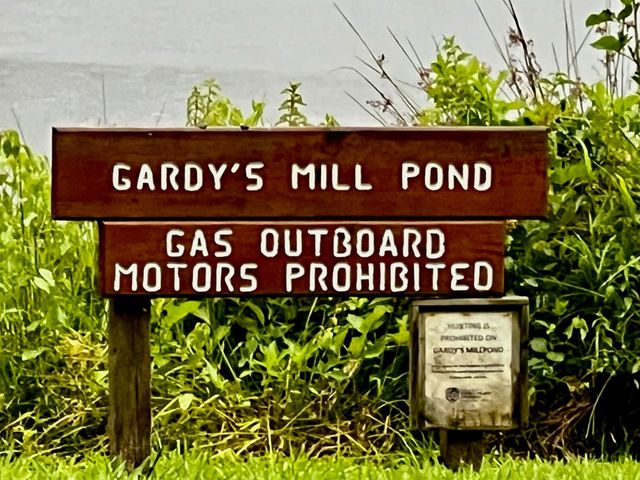 GARDY'S MILL POND
GAS OUTBOARD
MOTORS PROHIBITED
HUNTING IS
PROHIBITED ON
GARDY'S MILLPOND